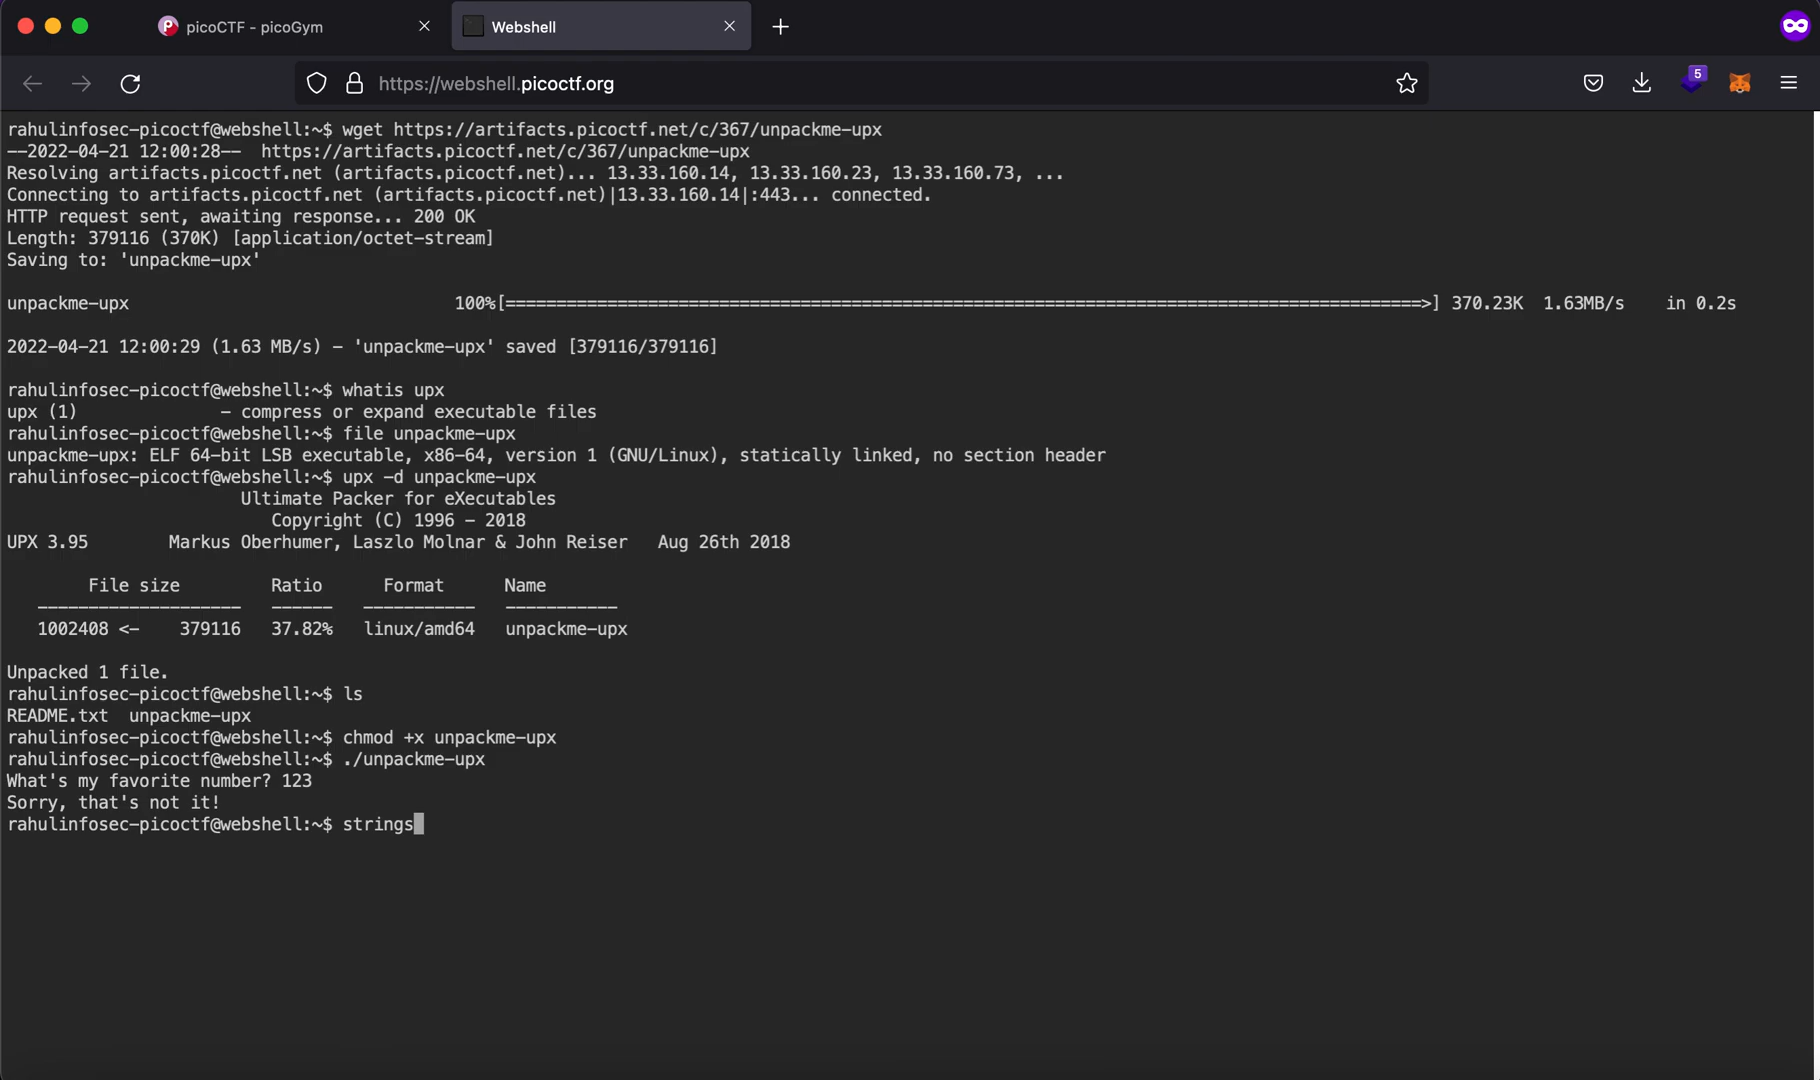 picoCTF - picoGym
Webshell
https://webshell.picoctf.org
5
rahulinfosec-picoctf@webshell:~$ wget https://artifacts.picoctf.net/c/367/unpackme-upx
--2022-04-21 12:00:28--  https://artifacts.picoctf.net/c/367/unpackme-upx
Resolving artifacts.picoctf.net (artifacts.picoctf.net)... 13.33.160.14, 13.33.160.23, 13.33.160.73, ...
Connecting to artifacts.picoctf.net (artifacts.picoctf.net)|13.33.160.14|:443... connected.
HTTP request sent, awaiting response... 200 OK
Length: 379116 (370K) [application/octet-stream]
Saving to: 'unpackme-upx'
unpackme-upx 100%[==========================================================================================>] 370.23K 1.63MB/s in 0.2s
2022-04-21 12:00:29 (1.63 MB/s) - 'unpackme-upx' saved [379116/379116]
rahulinfosec-picoctf@webshell:~$ whatis upx
upx (1)              - compress or expand executable files
rahulinfosec-picoctf@webshell:~$ file unpackme-upx
unpackme-upx: ELF 64-bit LSB executable, x86-64, version 1 (GNU/Linux), statically linked, no section header
rahulinfosec-picoctf@webshell:~$ upx -d unpackme-upx
Ultimate Packer for eXecutables
Copyright (C) 1996 - 2018
UPX 3.95        Markus Oberhumer, Laszlo Molnar & John Reiser   Aug 26th 2018
File size         Ratio      Format      Name
--------------------   ------   -----------   -----------
1002408 <-    379116   37.82%   linux/amd64   unpackme-upx
Unpacked 1 file.
rahulinfosec-picoctf@webshell:~$ ls
README.txt  unpackme-upx
rahulinfosec-picoctf@webshell:~$ chmod +x unpackme-upx
rahulinfosec-picoctf@webshell:~$ ./unpackme-upx
What's my favorite number? 123
Sorry, that's not it!
rahulinfosec-picoctf@webshell:~$ strings